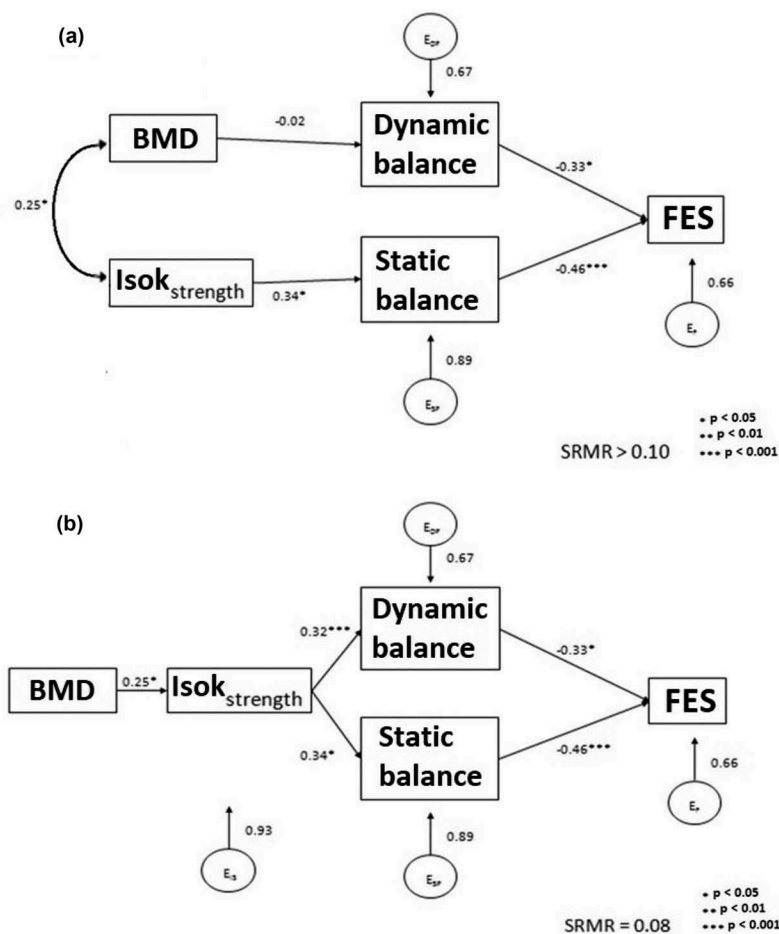 (a)
E_DP
0.67
BMD
-0.02
Dynamic
balance
-0.33*
0.25*
FES
Isok_strength
0.34*
Static
balance
-0.46***
0.66
E_F
0.89
E_SP
* p < 0.05
** p < 0.01
*** p < 0.001
SRMR > 0.10
(b)
E_DP
0.67
Dynamic
balance
0.32***
-0.33*
BMD
0.25*
Isok_strength
FES
0.34*
Static
balance
-0.46***
0.66
E_F
0.93
0.89
E_IS
E_SP
* p < 0.05
** p < 0.01
*** p < 0.001
SRMR = 0.08